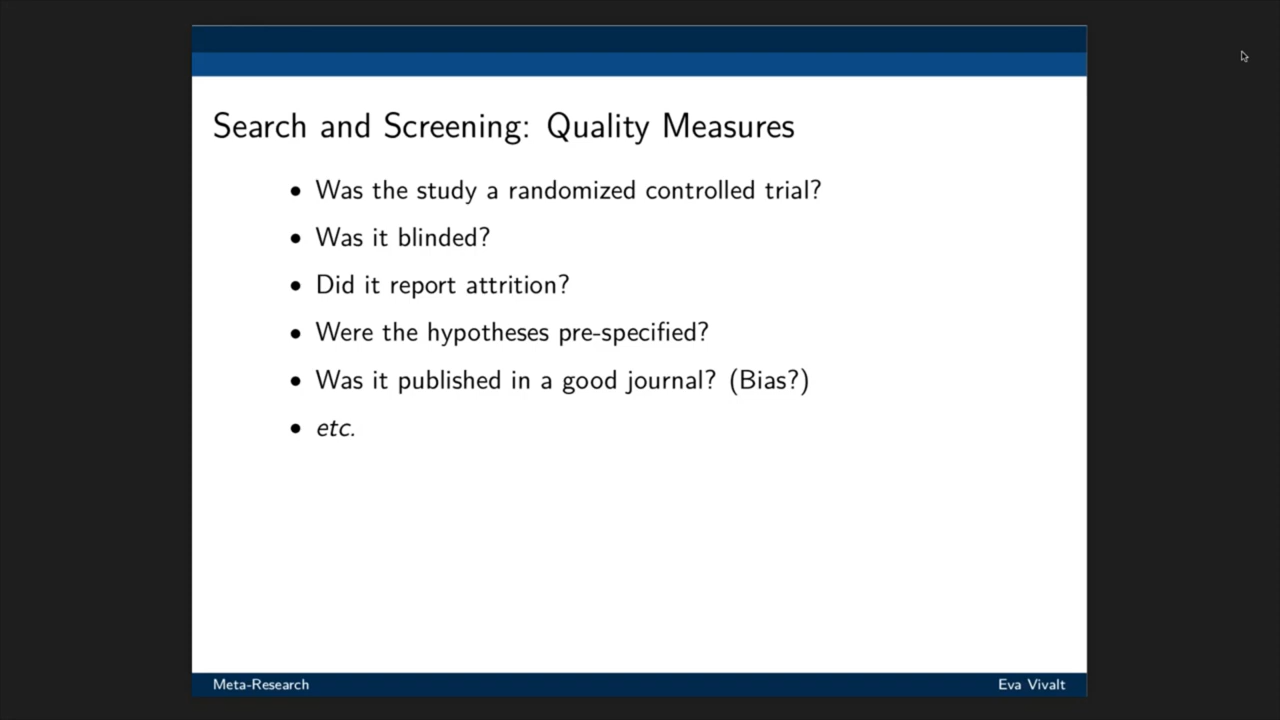 Search and Screening: Quality Measures
• Was the study a randomized controlled trial?
• Was it blinded?
• Did it report attrition?
• Were the hypotheses pre-specified?
• Was it published in a good journal? (Bias?)
• etc.
Meta-Research
Eva Vivalt